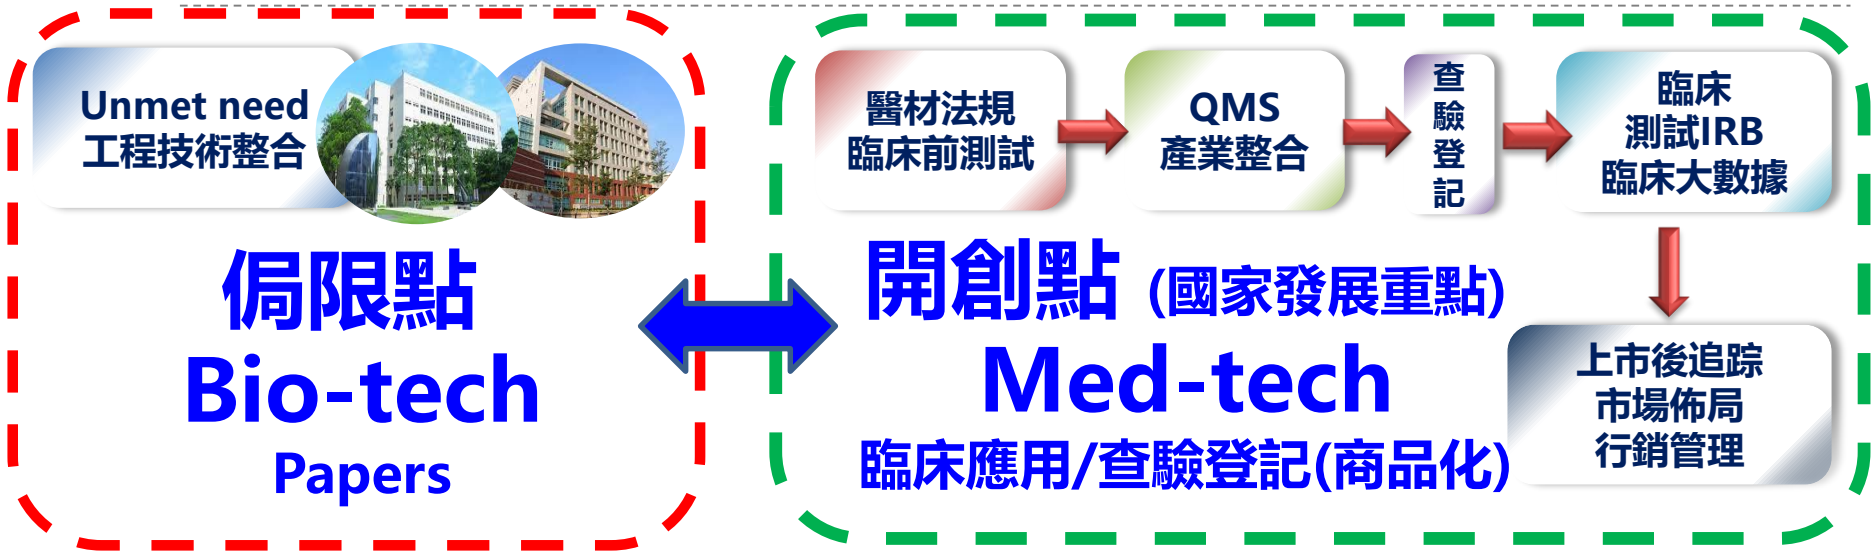 Unmet need
工程技術整合
侷限點
Bio-tech
Papers
醫材法規
臨床前測試
QMS
產業整合
查
驗
登
記
臨床
測試IRB
臨床大數據
上市後追踪
市場佈局
行銷管理
開創點 (國家發展重點)
Med-tech
臨床應用/查驗登記(商品化)